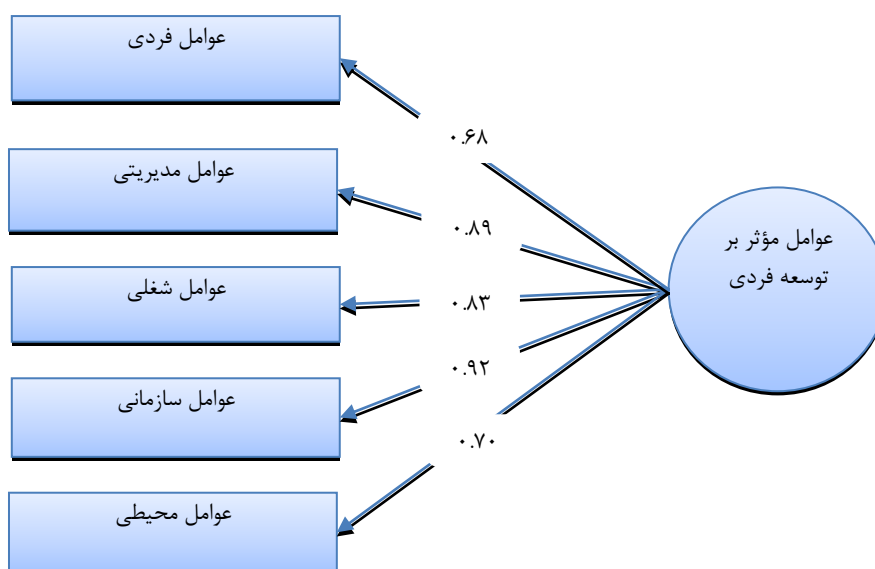 عوامل فردی
۰.۶۸
عوامل مدیریتی
۰.۸۹
عوامل شغلی
۰.۸۳
عوامل سازمانی
۰.۹۲
عوامل محیطی
۰.۷۰
عوامل مؤثر بر
توسعه فردی